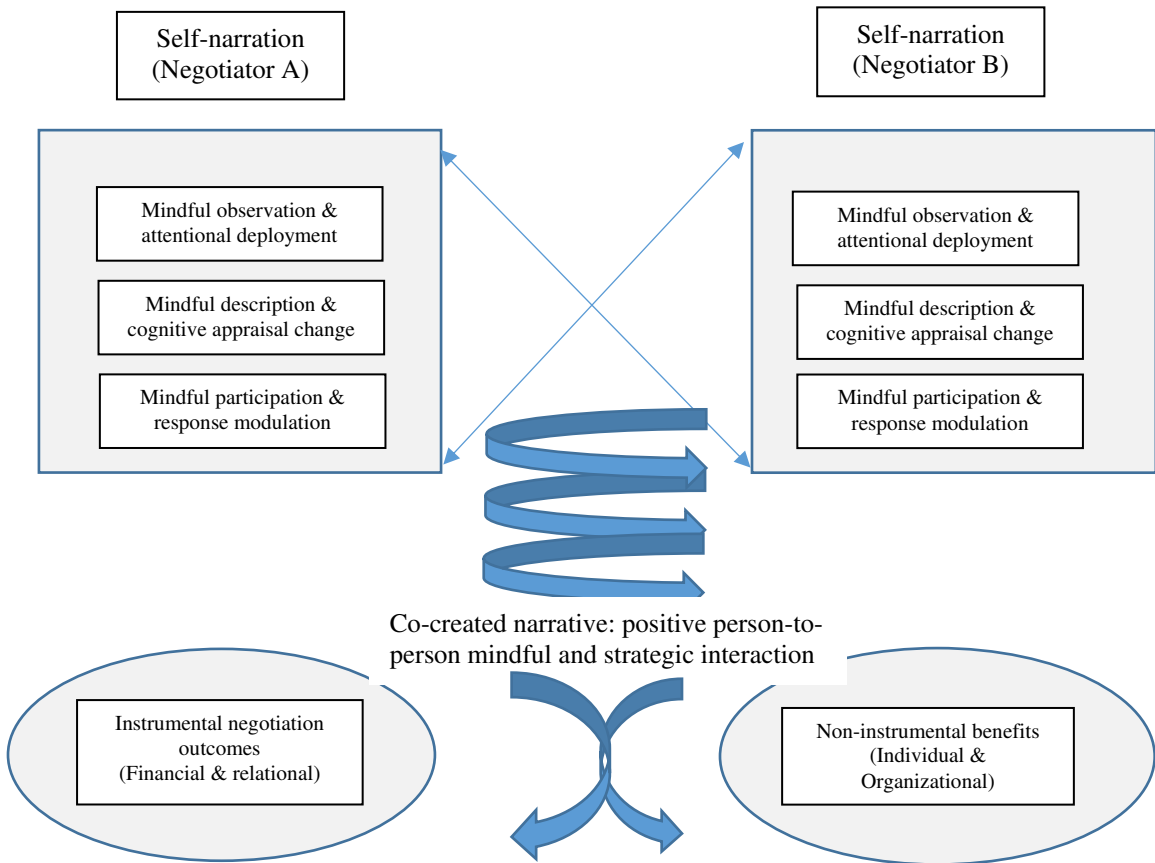 Self-narration
(Negotiator A)
Self-narration
(Negotiator B)
Mindful observation &
attentional deployment
Mindful description &
cognitive appraisal change
Mindful participation &
response modulation
Mindful observation &
attentional deployment
Mindful description &
cognitive appraisal change
Mindful participation &
response modulation
Co-created narrative: positive person-to-
person mindful and strategic interaction
Instrumental negotiation
outcomes
(Financial & relational)
Non-instrumental benefits
(Individual &
Organizational)